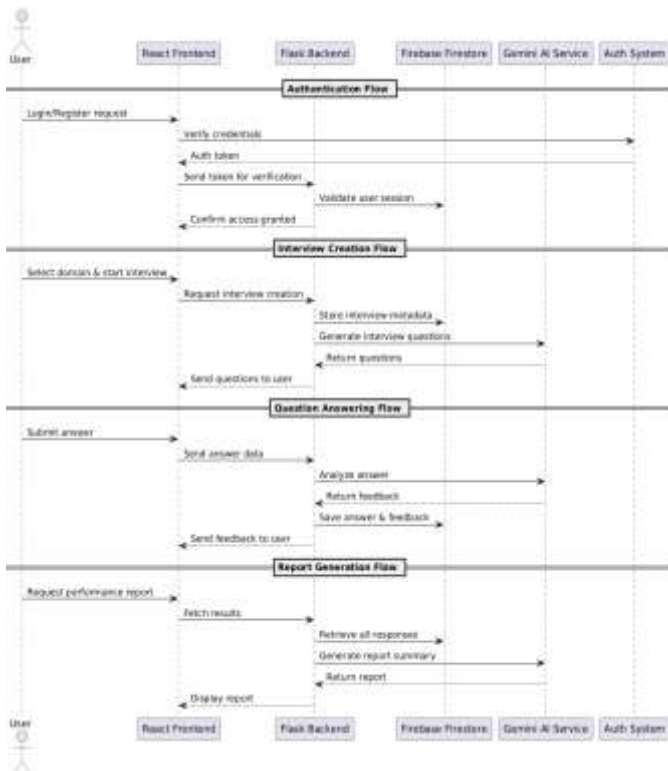 User
React Frontend
Flask Backend
Firebase Firestore
Gemini AI Service
Auth System
Authentication Flow
Login/Register request
Verify credentials
Auth token
Send token for verification
Validate user session
Confirm access granted
Interview Creation Flow
Select domain & start interview
Request interview creation
Store interview metadata
Generate interview questions
Return questions
Send questions to user
Question Answering Flow
Submit answer
Send answer data
Analyze answer
Return feedback
Save answer & feedback
Send feedback to user
Report Generation Flow
Request performance report
Fetch results
Retrieve all responses
Generate report summary
Return report
Display report
User
React Frontend
Flask Backend
Firebase Firestore
Gemini AI Service
Auth System